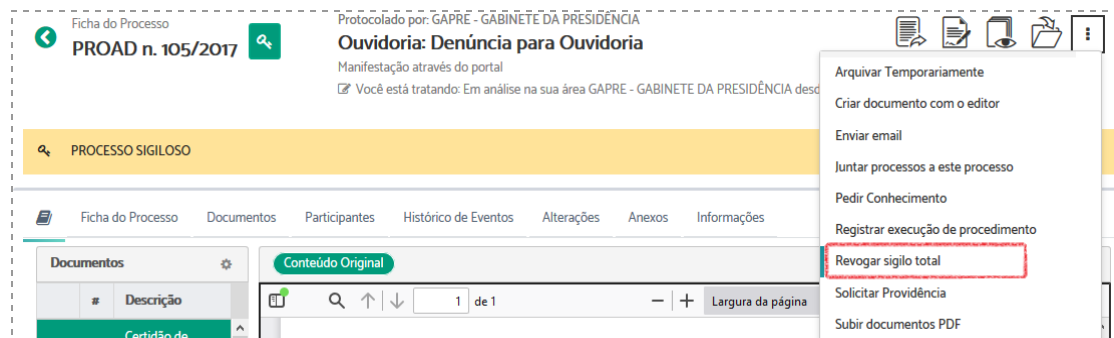 Ficha do Processo
PROAD n. 105/2017
Protocolado por: GAPRE - GABINETE DA PRESIDÊNCIA
Ouvidoria: Denúncia para Ouvidoria
Manifestação através do portal
Você está tratando: Em análise na sua área GAPRE - GABINETE DA PRESIDÊNCIA desd
Arquivar Temporariamente
Criar documento com o editor
Enviar email
Juntar processos a este processo
Pedir Conhecimento
Registrar execução de procedimento
Revogar sigilo total
Solicitar Providência
Subir documentos PDF
PROCESSO SIGILOSO
Ficha do Processo Documentos Participantes Histórico de Eventos Alterações Anexos Informações
Documentos
Conteúdo Original
# Descrição
1 de 1
Largura da página
Certidão de